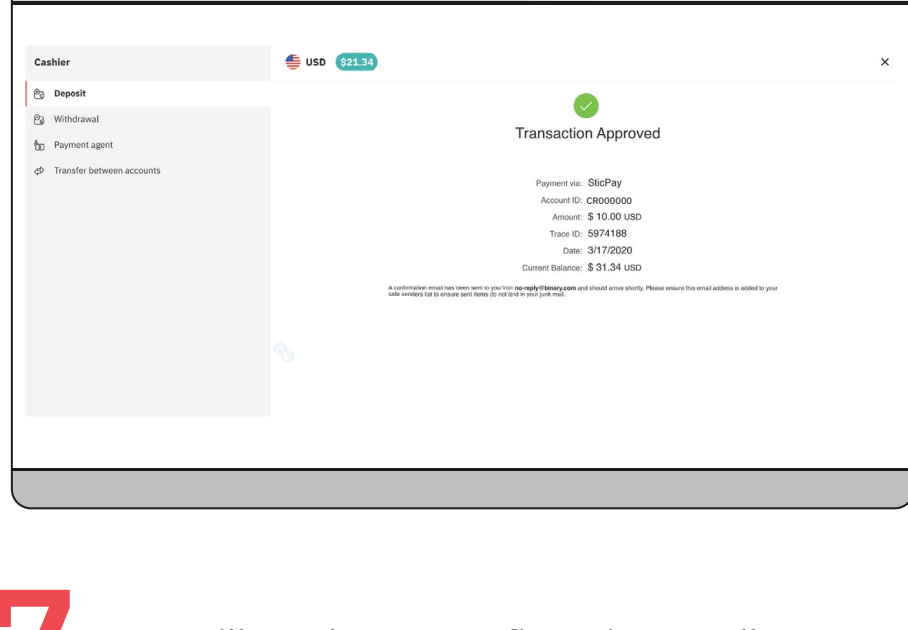 Cashier
USD $21.34
Deposit
Withdrawal
Payment agent
Transfer between accounts
Transaction Approved
Payment via: SticPay
Account ID: CR000000
Amount: $ 10.00 USD
Trace ID: 5974188
Date: 3/17/2020
Current Balance: $ 31.34 USD
A confirmation email has been sent to you from no-reply@binary.com and should arrive shortly. Please ensure this email address is added to your
safe senders list to ensure sent items do not land in your junk mail.
7